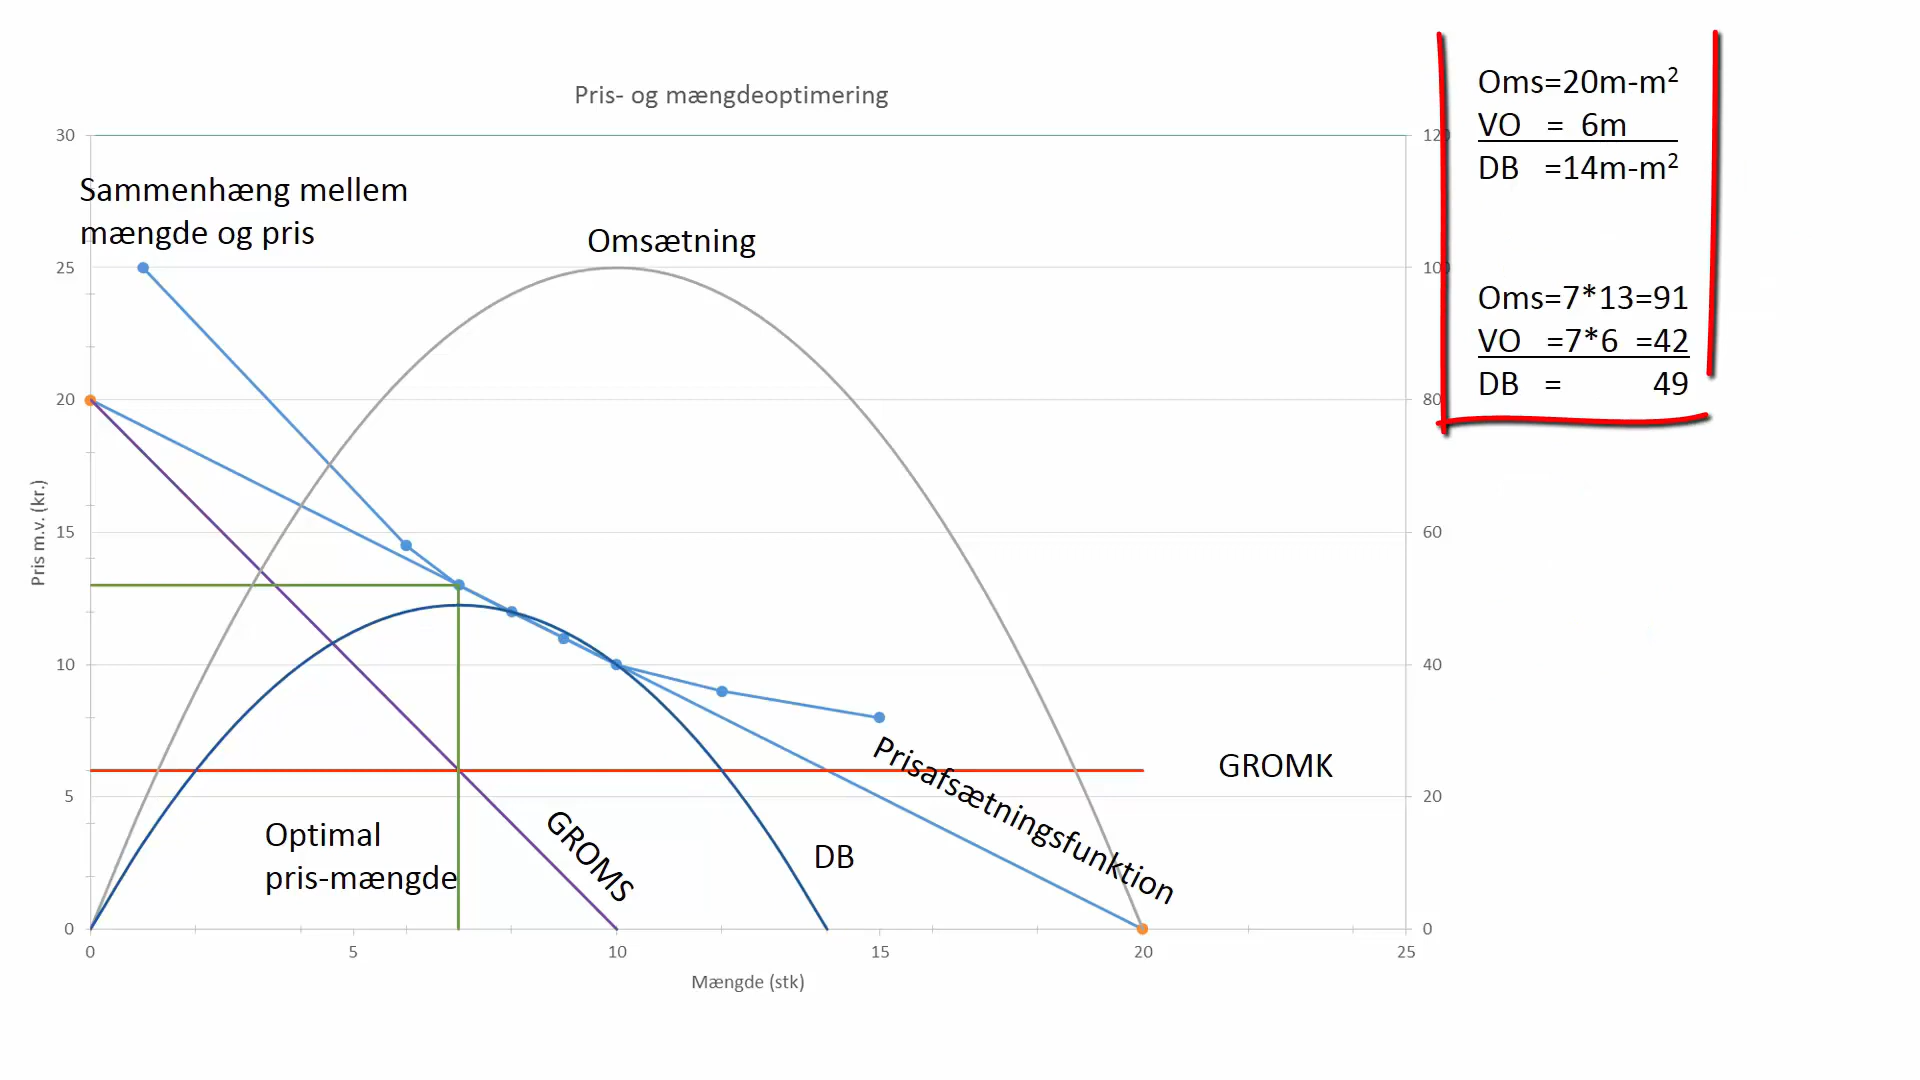 Pris- og mængdeoptimering
Oms=20m-m²
VO = 6m
DB =14m-m²
Oms=7*13=91
VO =7*6 =42
DB = 49
30
25
20
15
10
5
0
120
100
80
60
40
20
0
Pris m.v. (kr.)
Sammenhæng mellem
mængde og pris
Omsætning
Prisafsætningsfunktion
GROMK
Optimal
pris-mængde
GROMS
DB
0
5
10
15
20
25
Mængde (stk)